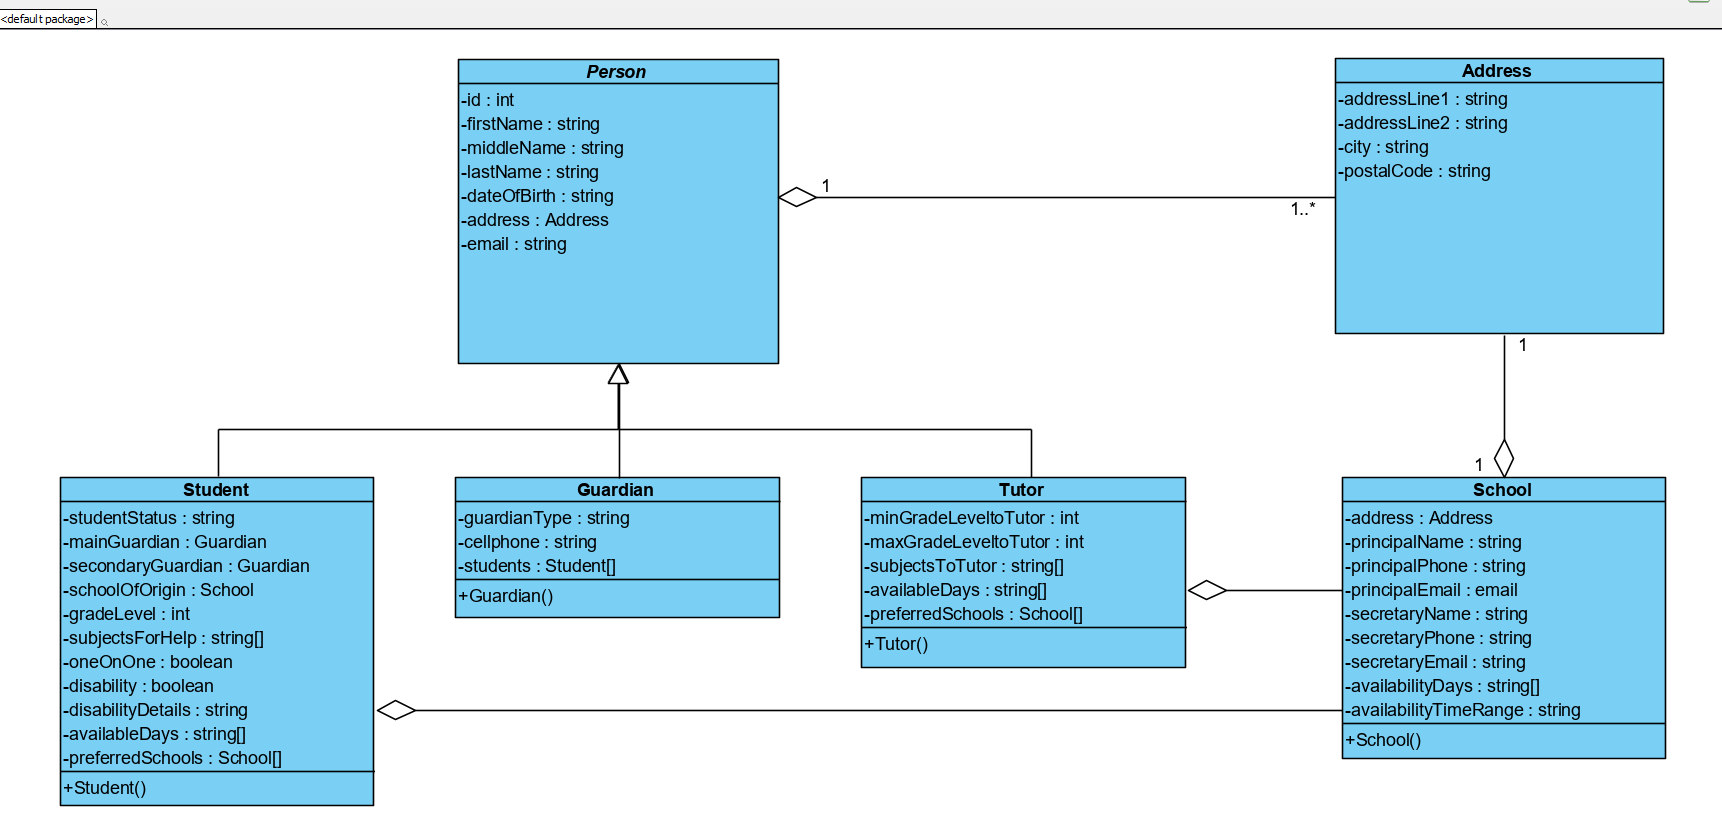 <default package>
Person
-id : int
-firstName : string
-middleName : string
-lastName : string
-dateOfBirth : string
-address : Address
-email : string
1
1..*
Address
-addressLine1 : string
-addressLine2 : string
-city : string
-postalCode : string
1
1
Student
-studentStatus : string
-mainGuardian : Guardian
-secondaryGuardian : Guardian
-schoolOfOrigin : School
-gradeLevel : int
-subjectsForHelp : string[]
-oneOnOne : boolean
-disability : boolean
-disabilityDetails : string
-availableDays : string[]
-preferredSchools : School[]
+Student()
Guardian
-guardianType : string
-cellphone : string
-students : Student[]
+Guardian()
Tutor
-minGradeLeveltoTutor : int
-maxGradeLeveltoTutor : int
-subjectsToTutor : string[]
-availableDays : string[]
-preferredSchools : School[]
+Tutor()
School
-address : Address
-principalName : string
-principalPhone : string
-principalEmail : email
-secretaryName : string
-secretaryPhone : string
-secretaryEmail : string
-availabilityDays : string[]
-availabilityTimeRange : string
+School()